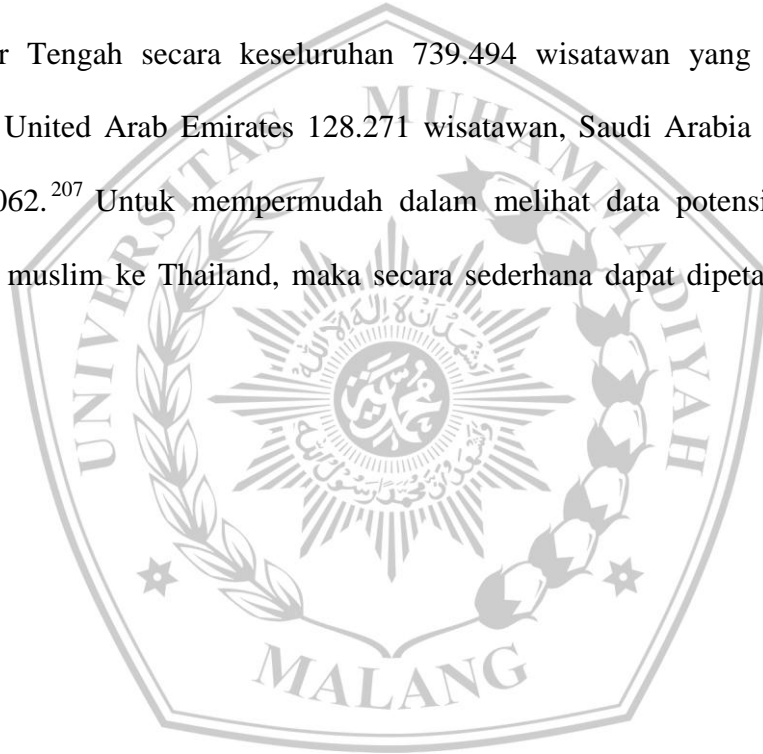 r Tengah secara keseluruhan 739.494 wisatawan yang
United Arab Emirates 128.271 wisatawan, Saudi Arabia
062.²⁰⁷ Untuk mempermudah dalam melihat data potensi
muslim ke Thailand, maka secara sederhana dapat dipeta
UNIVERSITAS MUHAMMADIYAH
MALANG